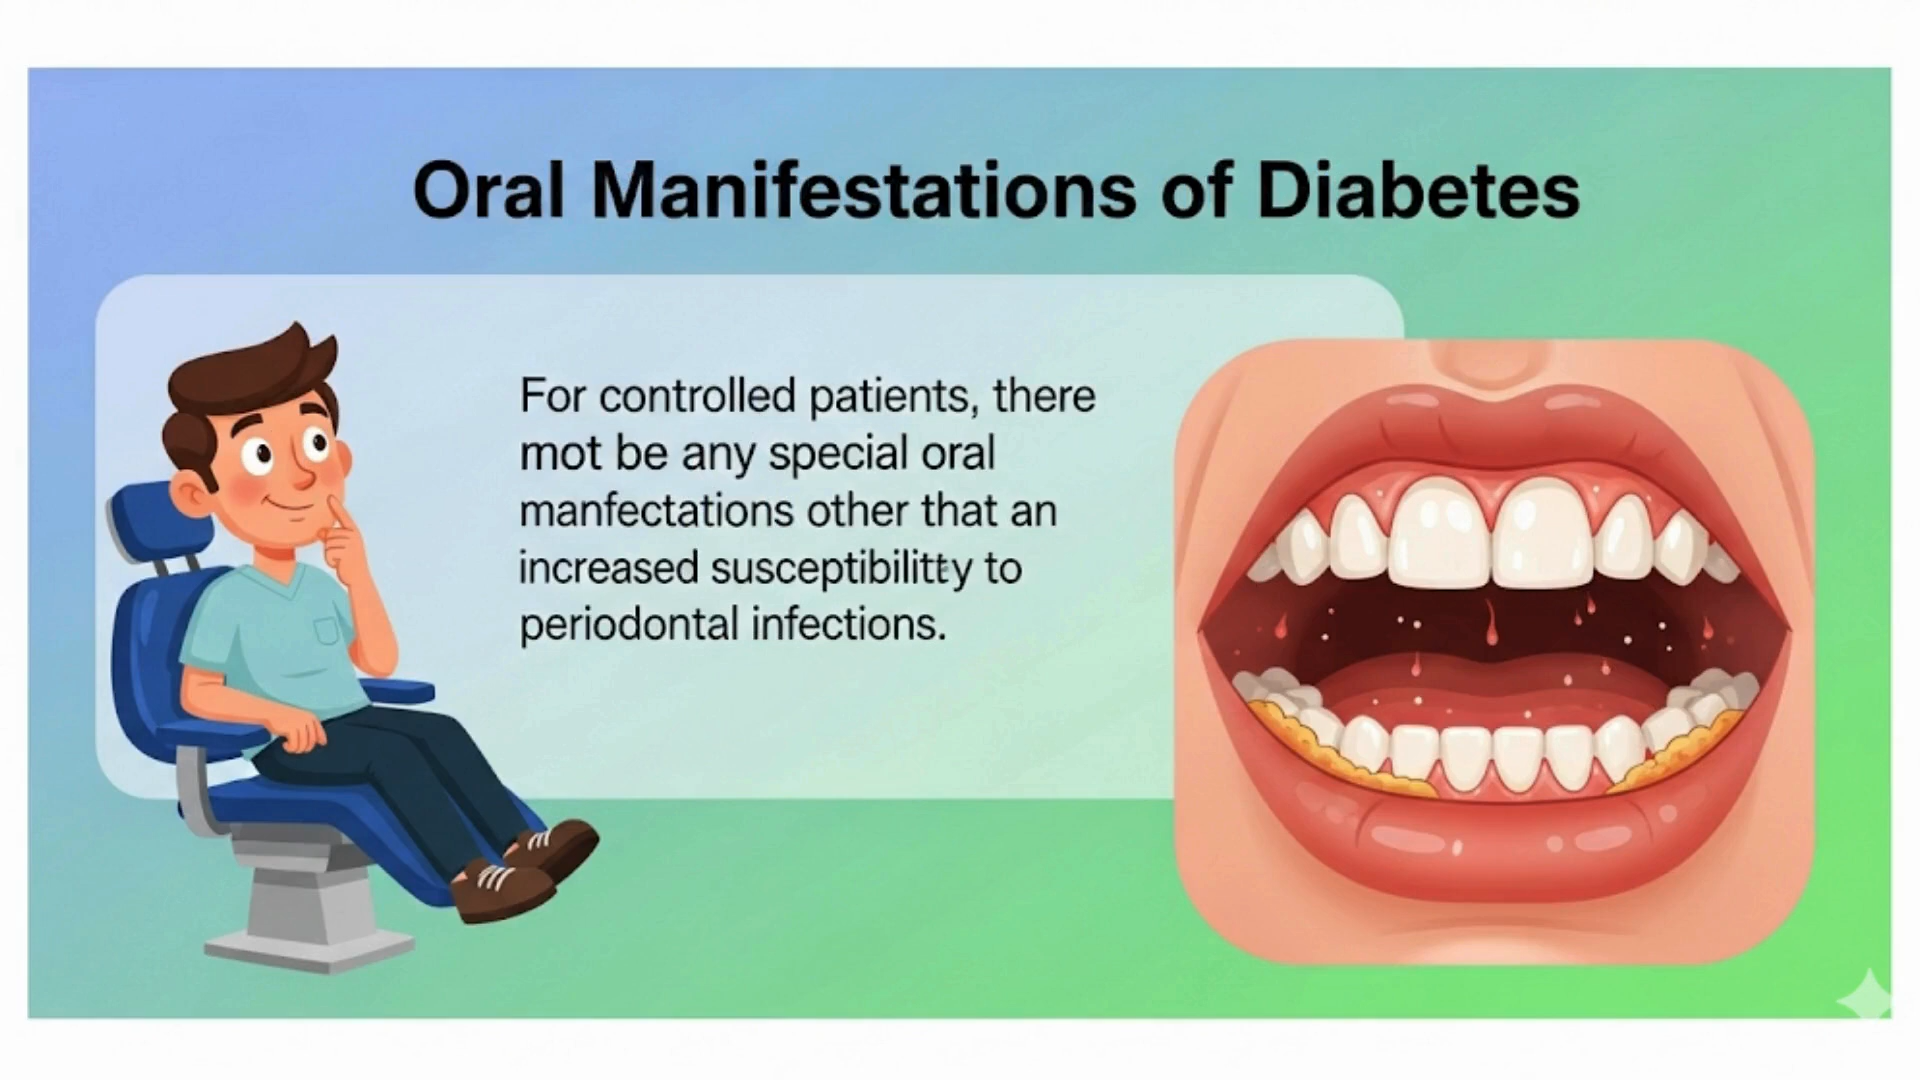 Oral Manifestations of Diabetes
For controlled patients, there
mot be any special oral
manfectations other that an
increased susceptibilittty to
periodontal infections.